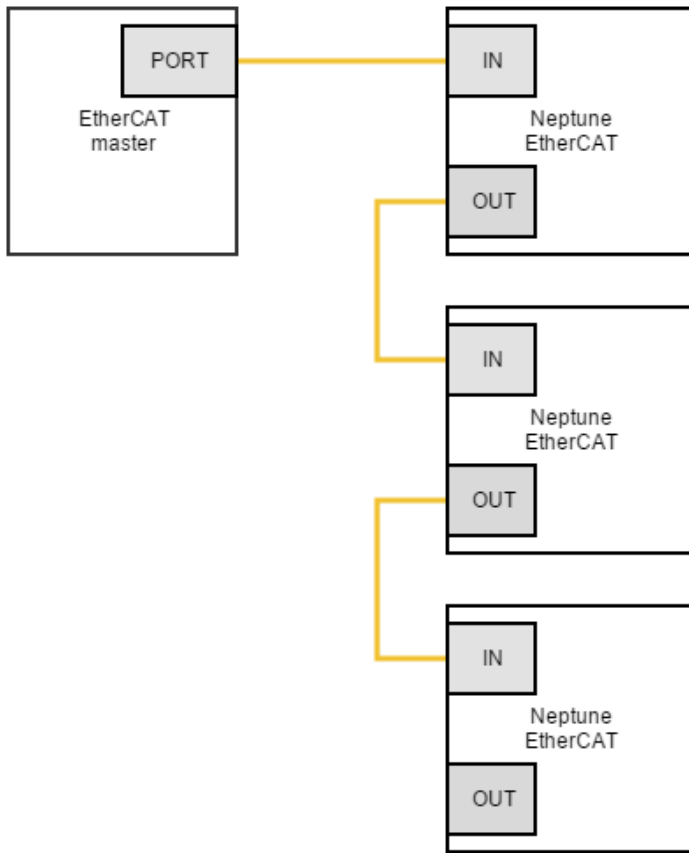 PORT
EtherCAT
master
IN
Neptune
EtherCAT
OUT
IN
Neptune
EtherCAT
OUT
IN
Neptune
EtherCAT
OUT